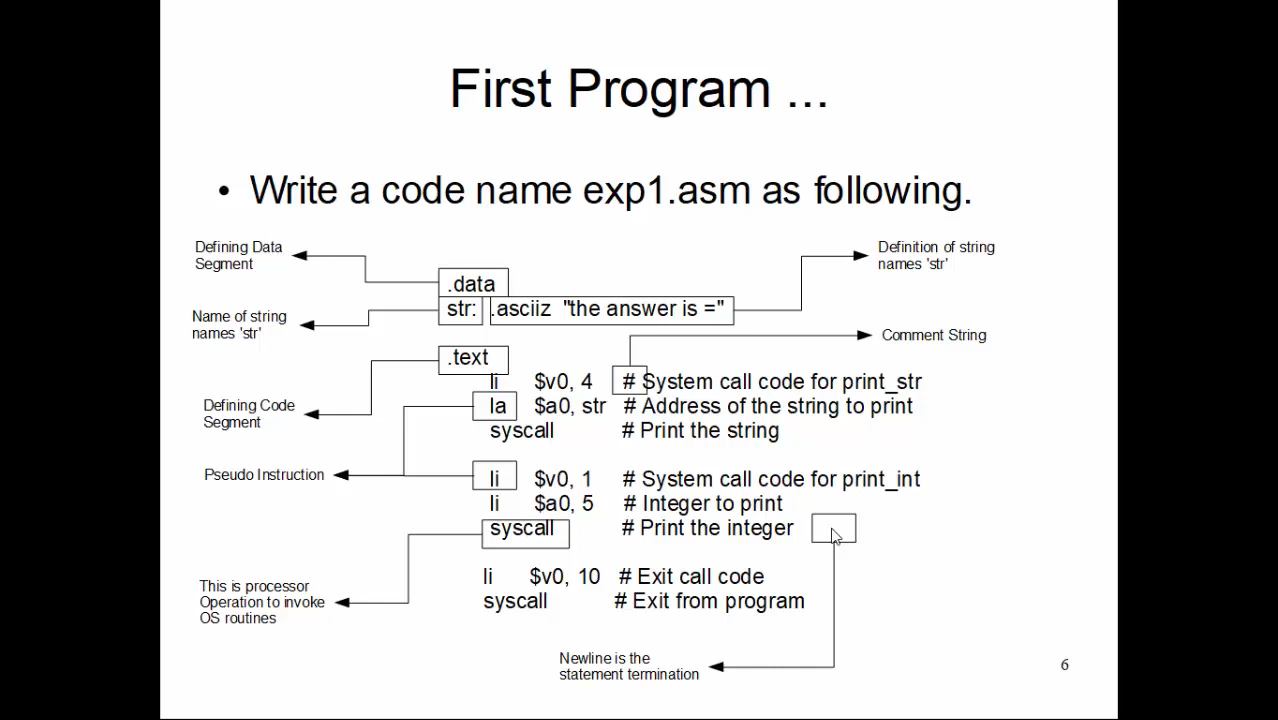 First Program ...
• Write a code name exp1.asm as following.
Defining Data
Segment
Definition of string
names 'str'
.data
str: .asciiz "the answer is ="
Name of string
names 'str'
Comment String
.text
li $v0, 4 # System call code for print_str
la $a0, str # Address of the string to print
syscall # Print the string
Defining Code
Segment
Pseudo Instruction
li $v0, 1 # System call code for print_int
li $a0, 5 # Integer to print
syscall # Print the integer
This is processor
Operation to invoke
OS routines
li $v0, 10 # Exit call code
syscall # Exit from program
Newline is the
statement termination
6